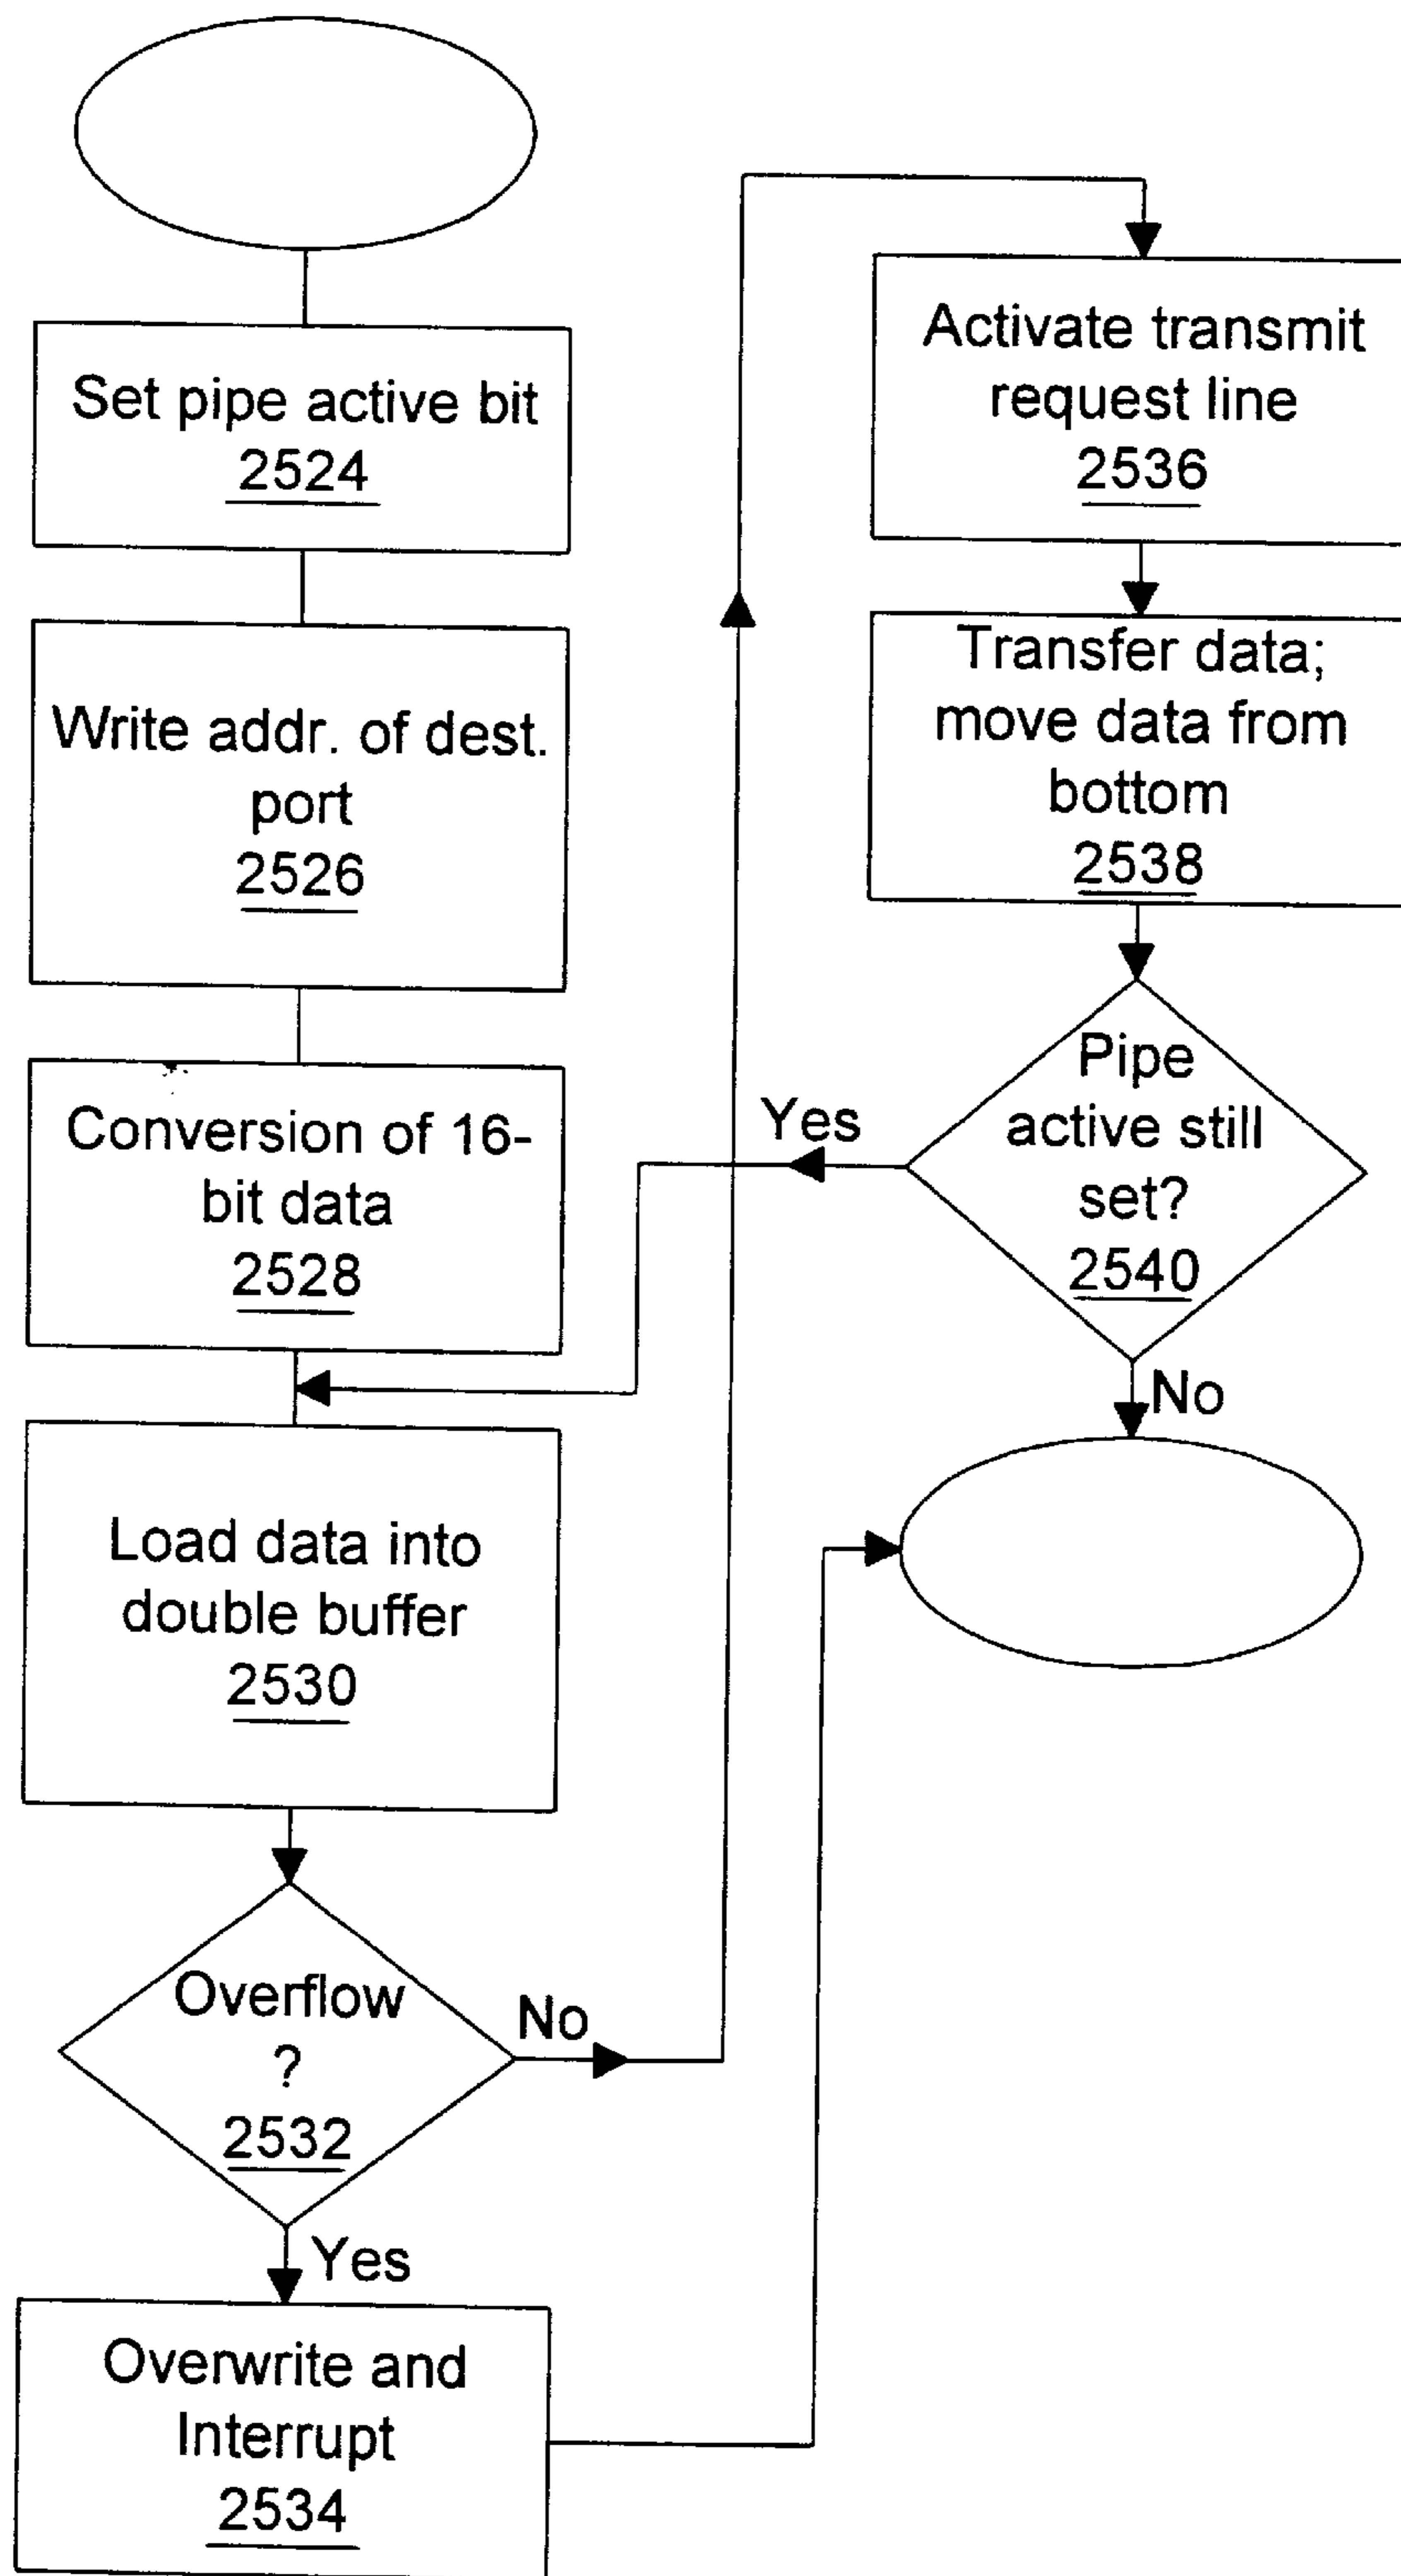 Set pipe active bit
2524
Write addr. of dest.
port
2526
Conversion of 16-
bit data
2528
Load data into
double buffer
2530
Overflow
?
2532
No
Yes
Overwrite and
Interrupt
2534
Activate transmit
request line
2536
Transfer data;
move data from
bottom
2538
Pipe
active still
set?
2540
Yes
No